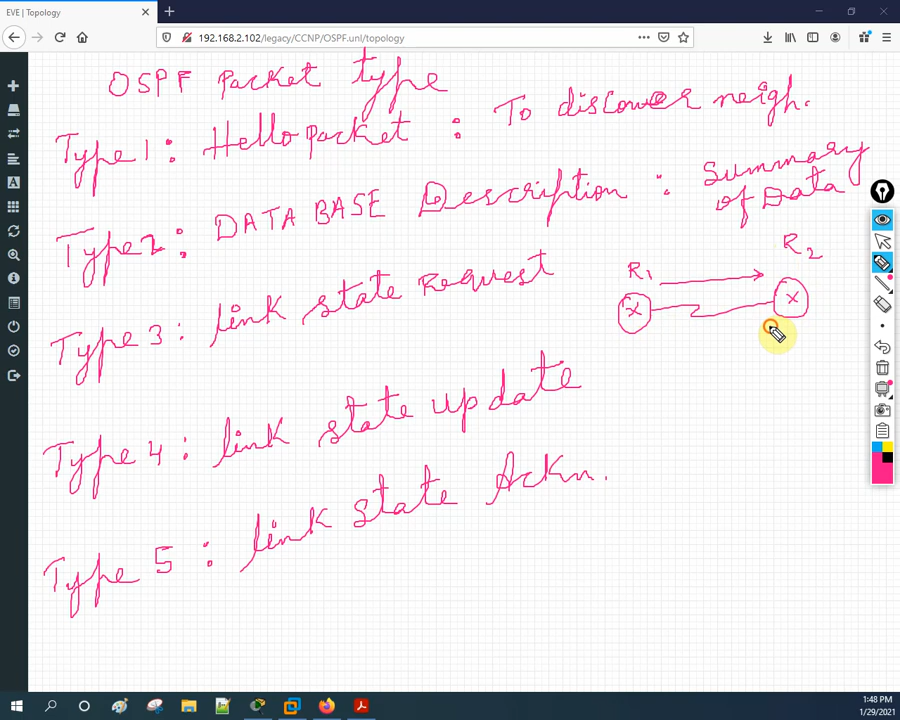 EVE | Topology
192.168.2.102/legacy/CCNP/OSPF.unl/topology
OSPF Packet type
Type 1 : Hello Packet : To discover neigh.
Type 2 : DATA BASE Description : Summary of Data
R1 R2
X X
Type 3 : link state Request
Type 4 : link state update
Type 5 : link state Ackn.
1:48 PM
1/29/2021